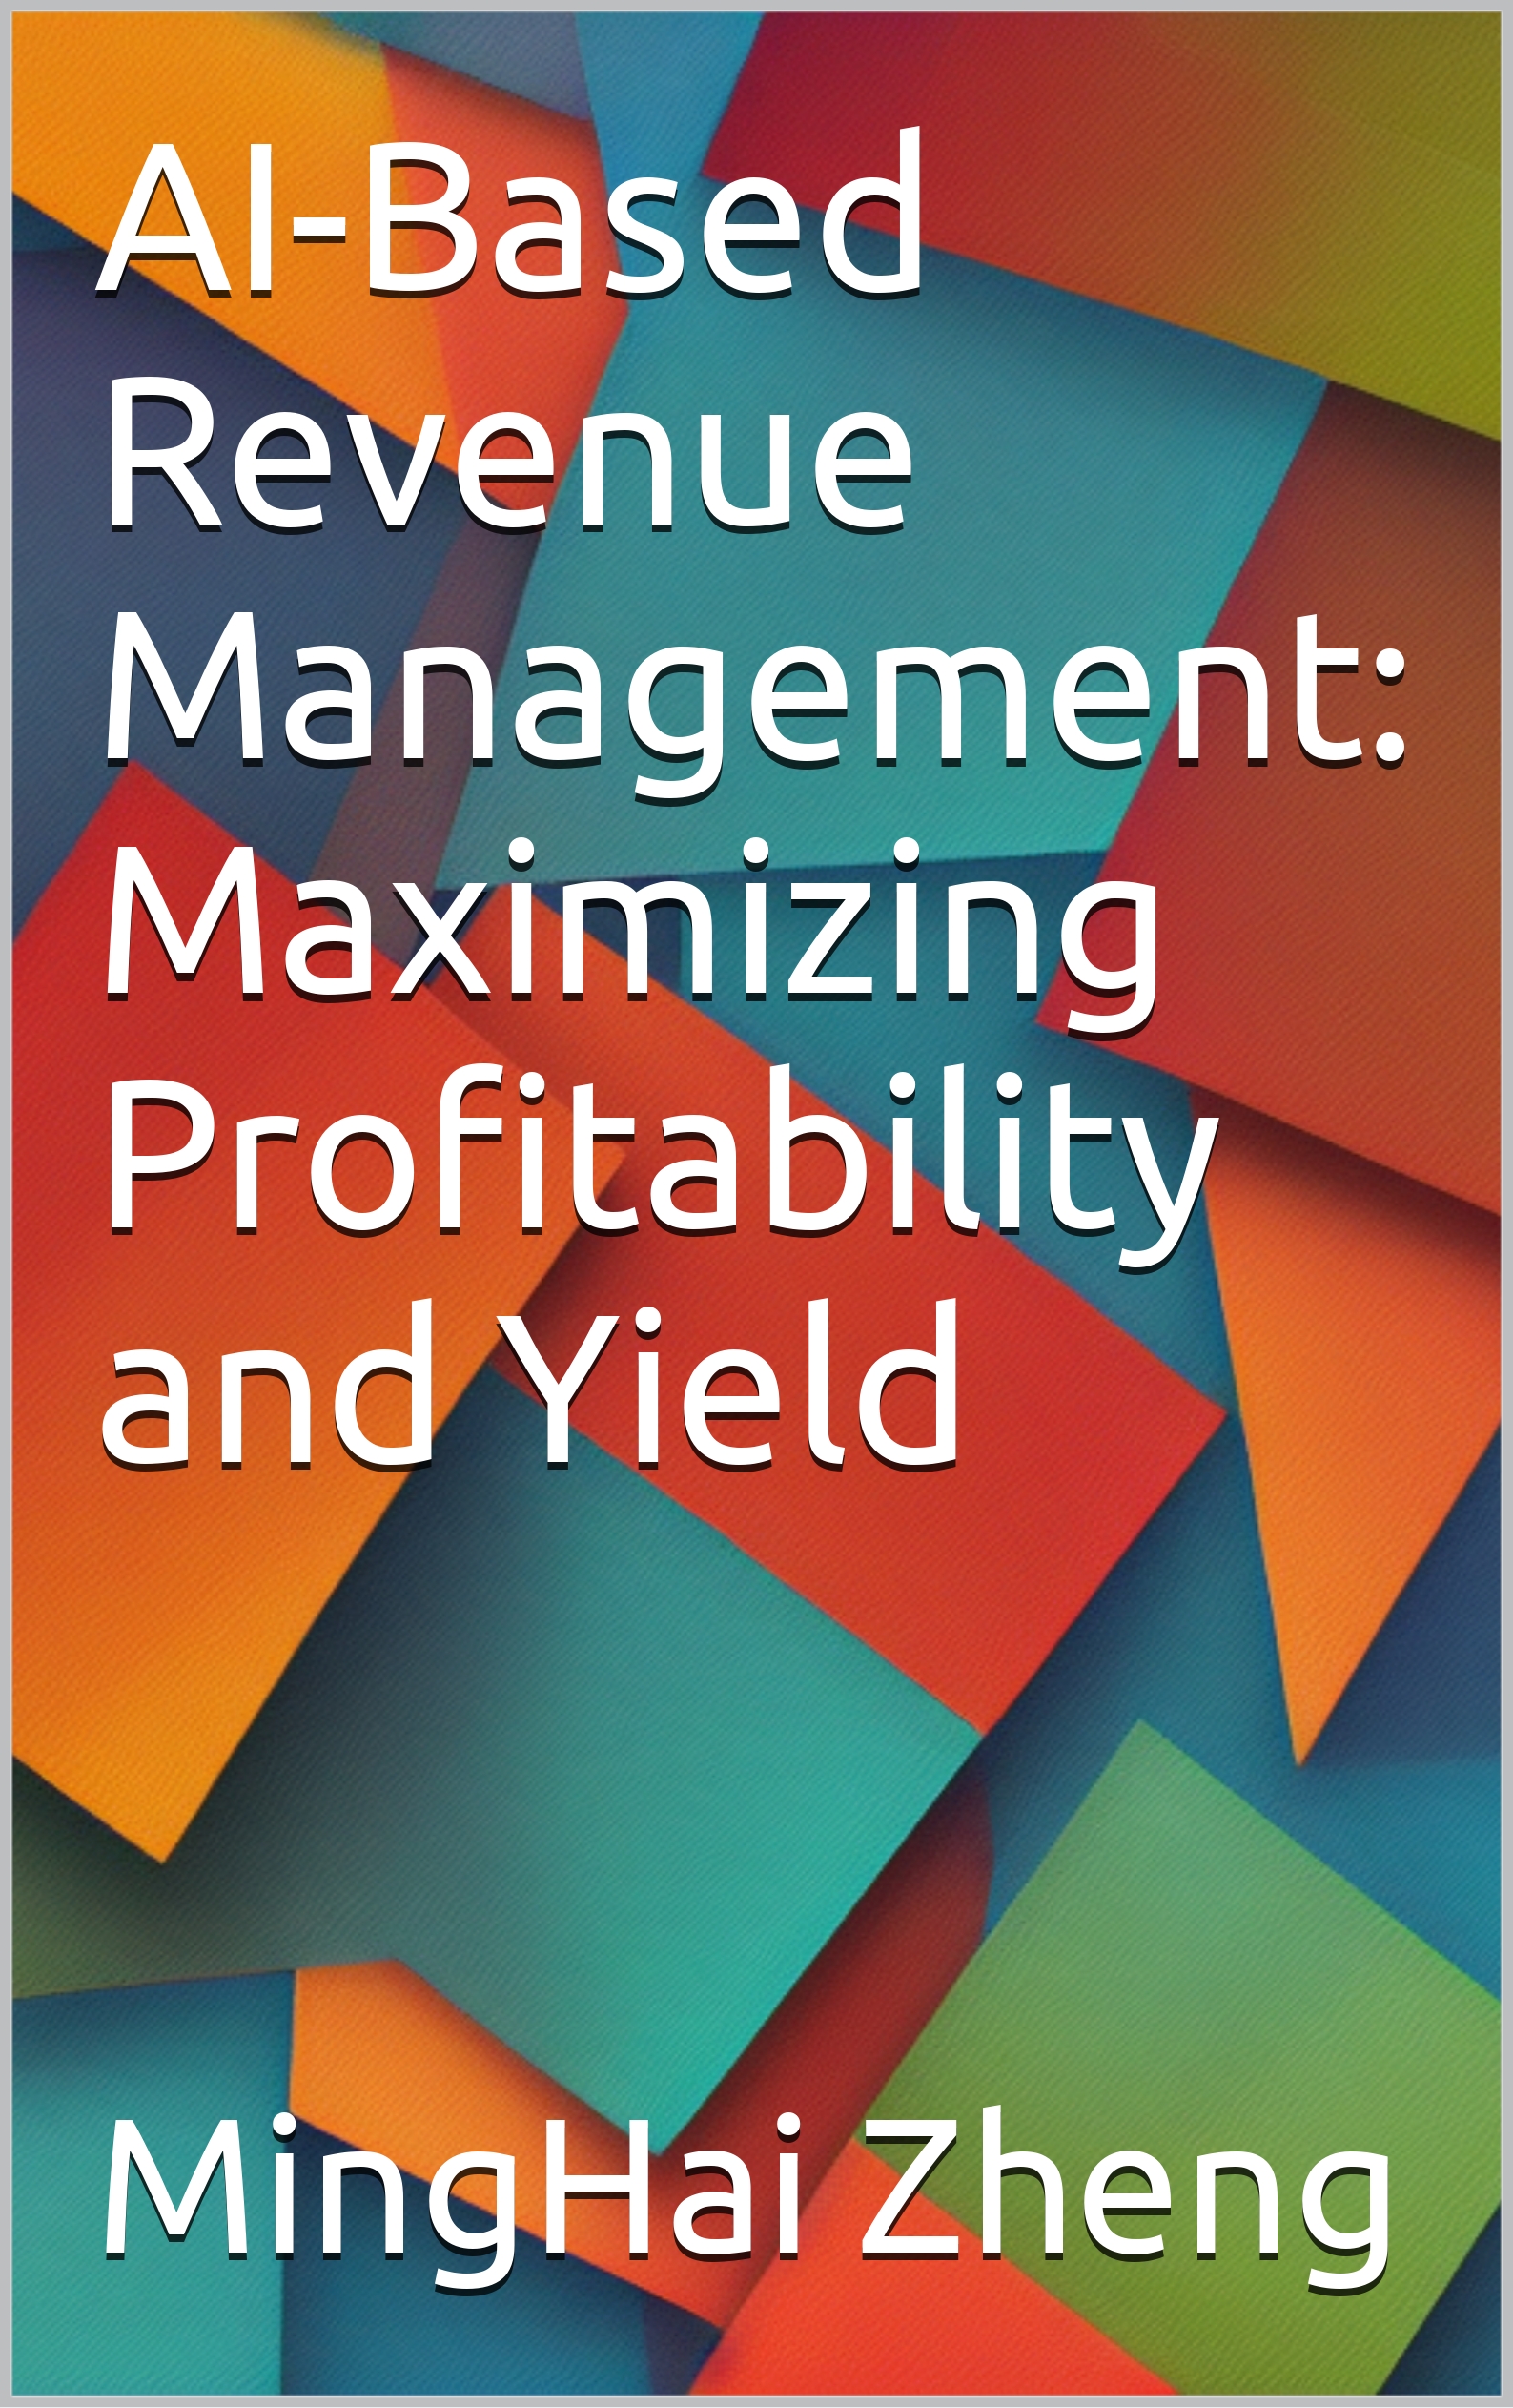 AI-Based
Revenue
Management:
Maximizing
Profitability
and Yield
MingHai Zheng